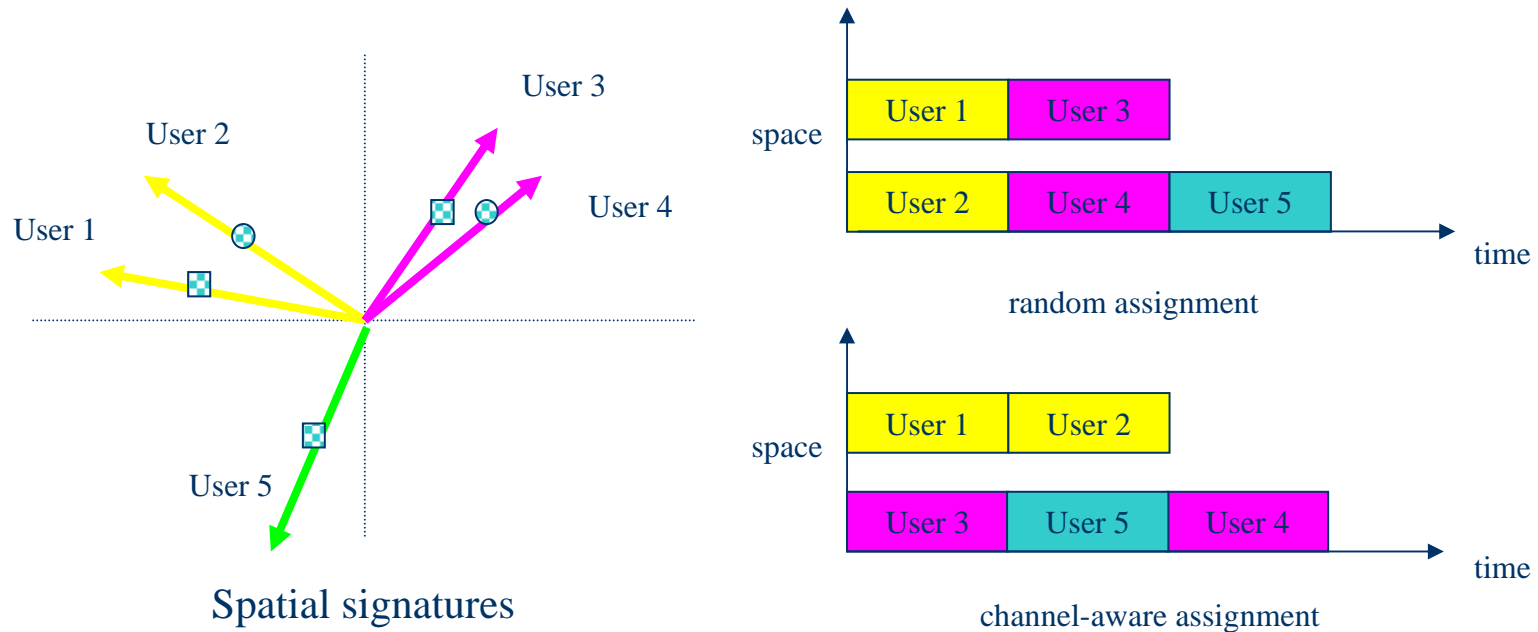 User 3
User 2
User 4
User 1
User 5
Spatial signatures
User 1 User 3
space
User 2 User 4 User 5
time
random assignment
User 1 User 2
space
User 3 User 5 User 4
time
channel-aware assignment